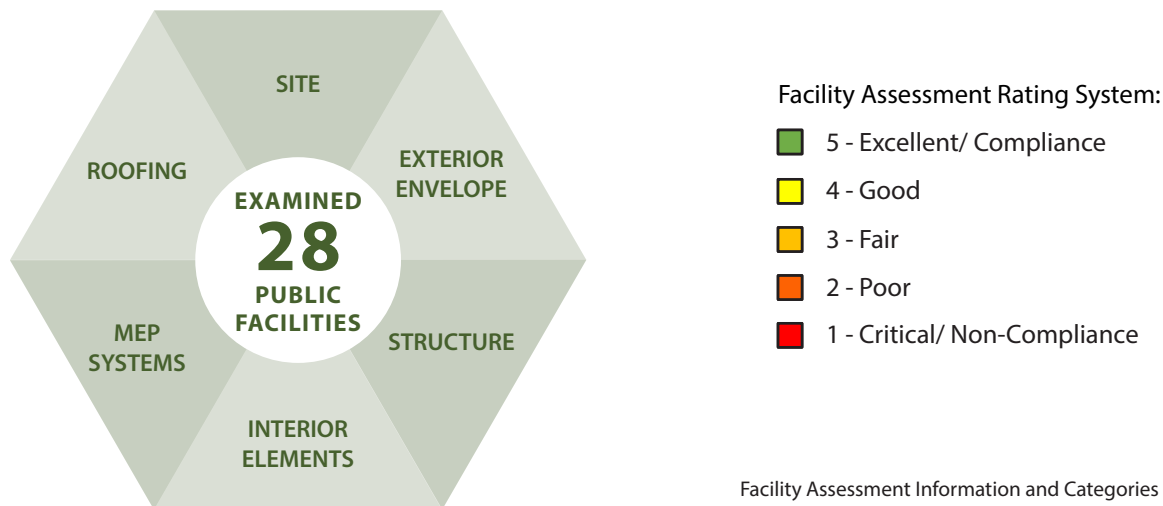 SITE
EXTERIOR
ENVELOPE
STRUCTURE
INTERIOR
ELEMENTS
MEP
SYSTEMS
ROOFING
EXAMINED
28
PUBLIC
FACILITIES
Facility Assessment Rating System:
5 - Excellent/ Compliance
4 - Good
3 - Fair
2 - Poor
1 - Critical/ Non-Compliance
Facility Assessment Information and Categories